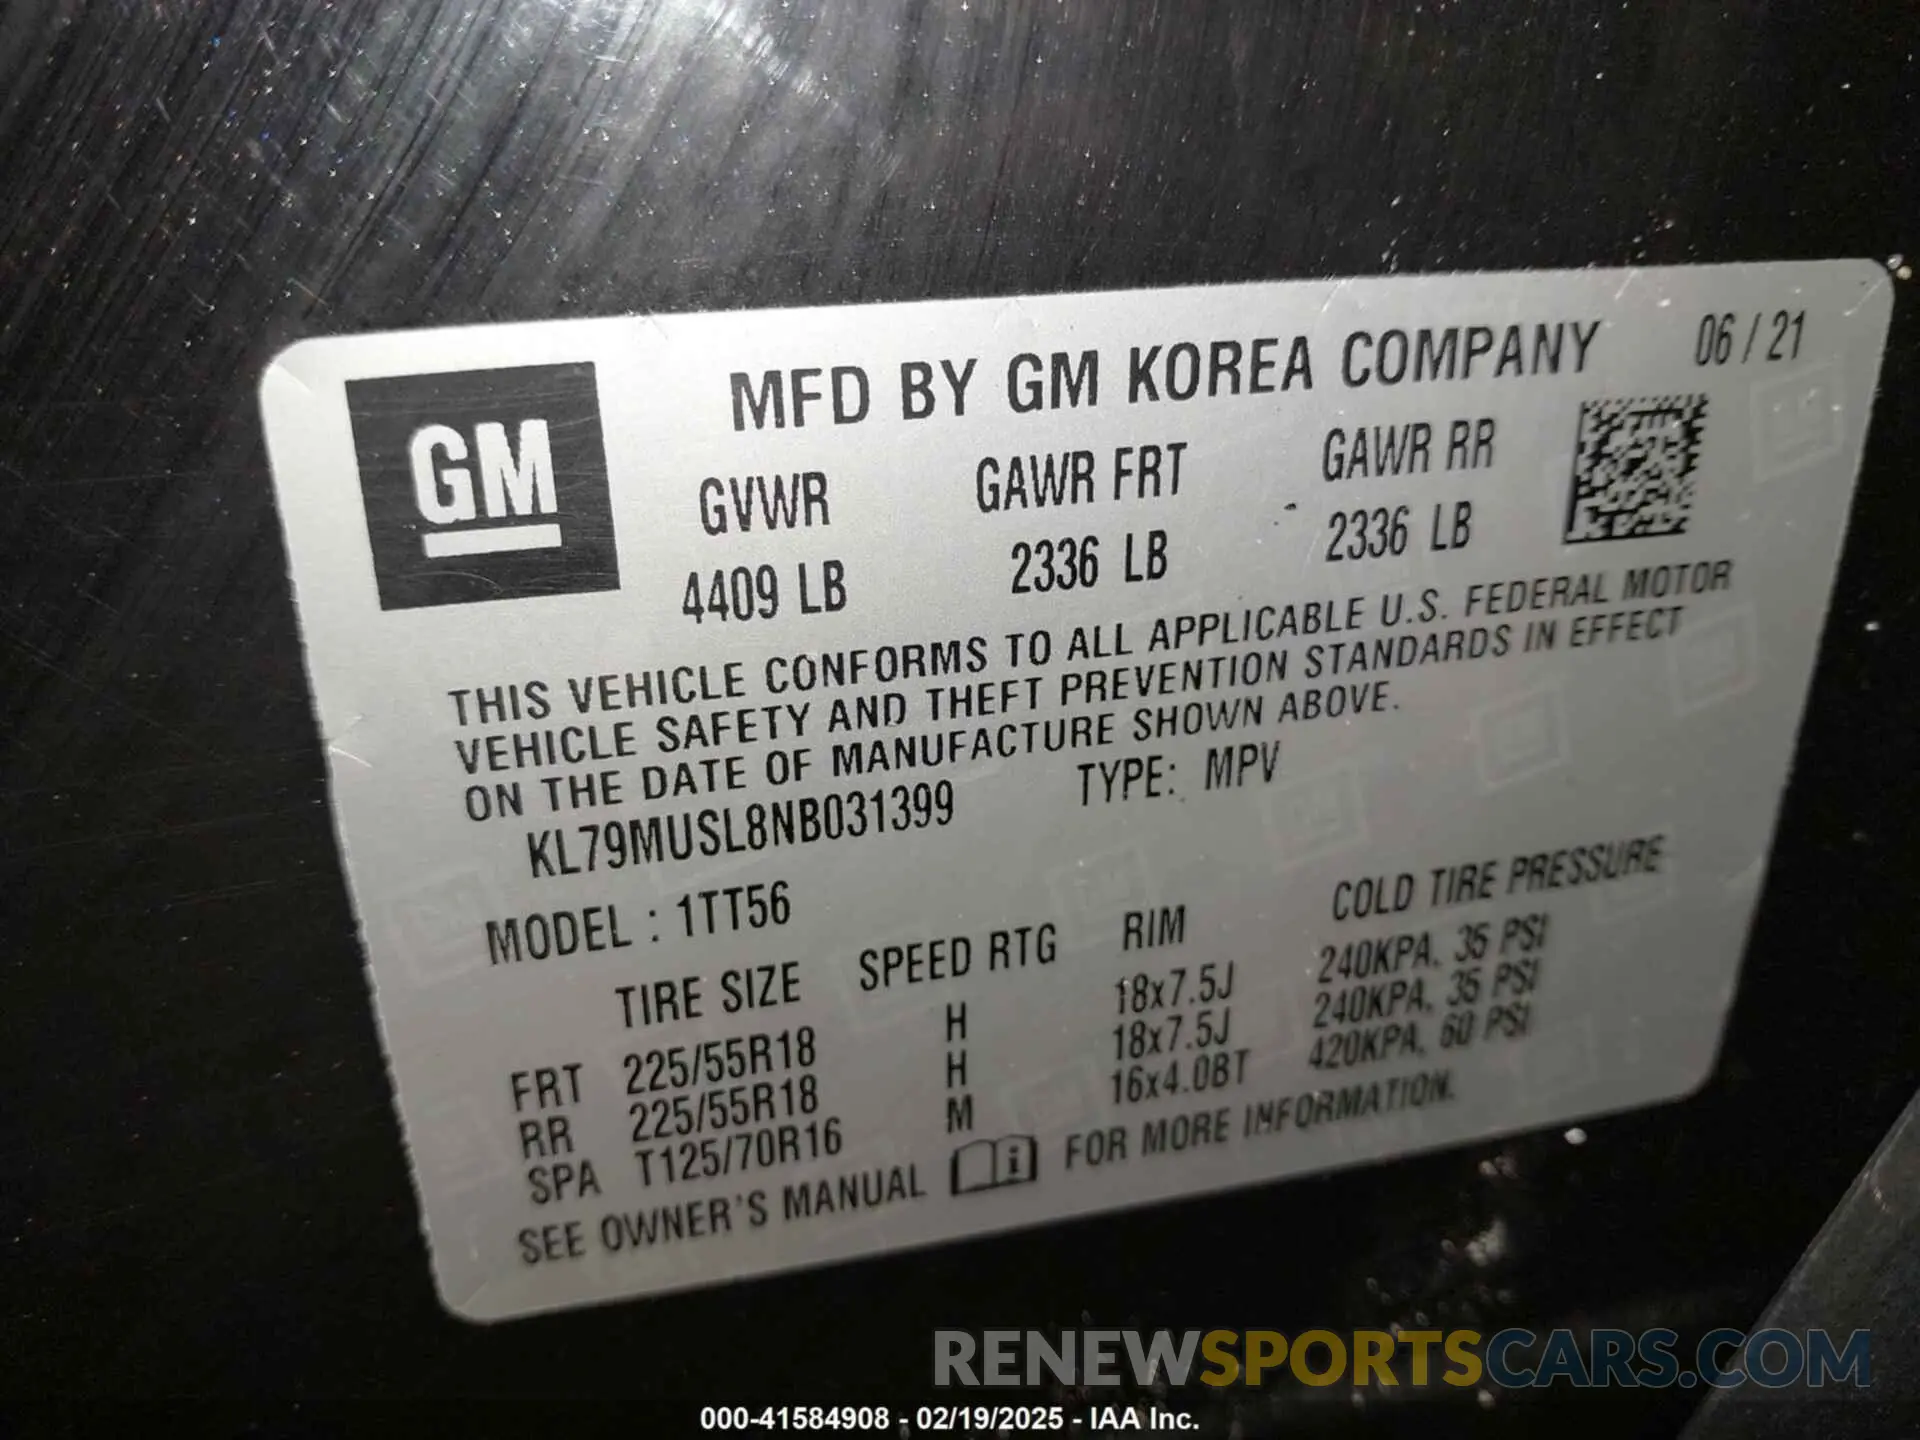 GM
MFD BY GM KOREA COMPANY 06 / 21
GVWR GAWR FRT GAWR RR
4409 LB 2336 LB 2336 LB
THIS VEHICLE CONFORMS TO ALL APPLICABLE U.S. FEDERAL MOTOR
VEHICLE SAFETY AND THEFT PREVENTION STANDARDS IN EFFECT
ON THE DATE OF MANUFACTURE SHOWN ABOVE.
KL79MUSL8NB031399 TYPE: MPV
MODEL : 1TT56
TIRE SIZE SPEED RTG RIM COLD TIRE PRESSURE
FRT 225/55R18 H 18x7.5J 240KPA. 35 PSI
RR 225/55R18 H 18x7.5J 240KPA. 35 PSI
SPA T125/70R16 M 16x4.0BT 420KPA. 60 PSI
SEE OWNER'S MANUAL i FOR MORE INFORMATION.
RENEWSPORTSCARS.COM
000-41584908 - 02/19/2025 - IAA Inc.